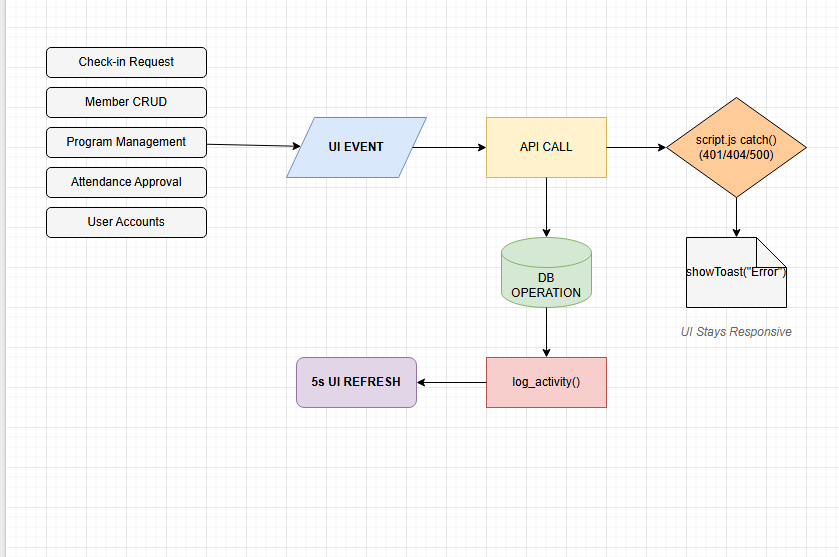 Check-in Request
Member CRUD
Program Management
Attendance Approval
User Accounts
UI EVENT
API CALL
script.js catch()
(401/404/500)
DB
OPERATION
showToast("Error")
UI Stays Responsive
5s UI REFRESH
log_activity()